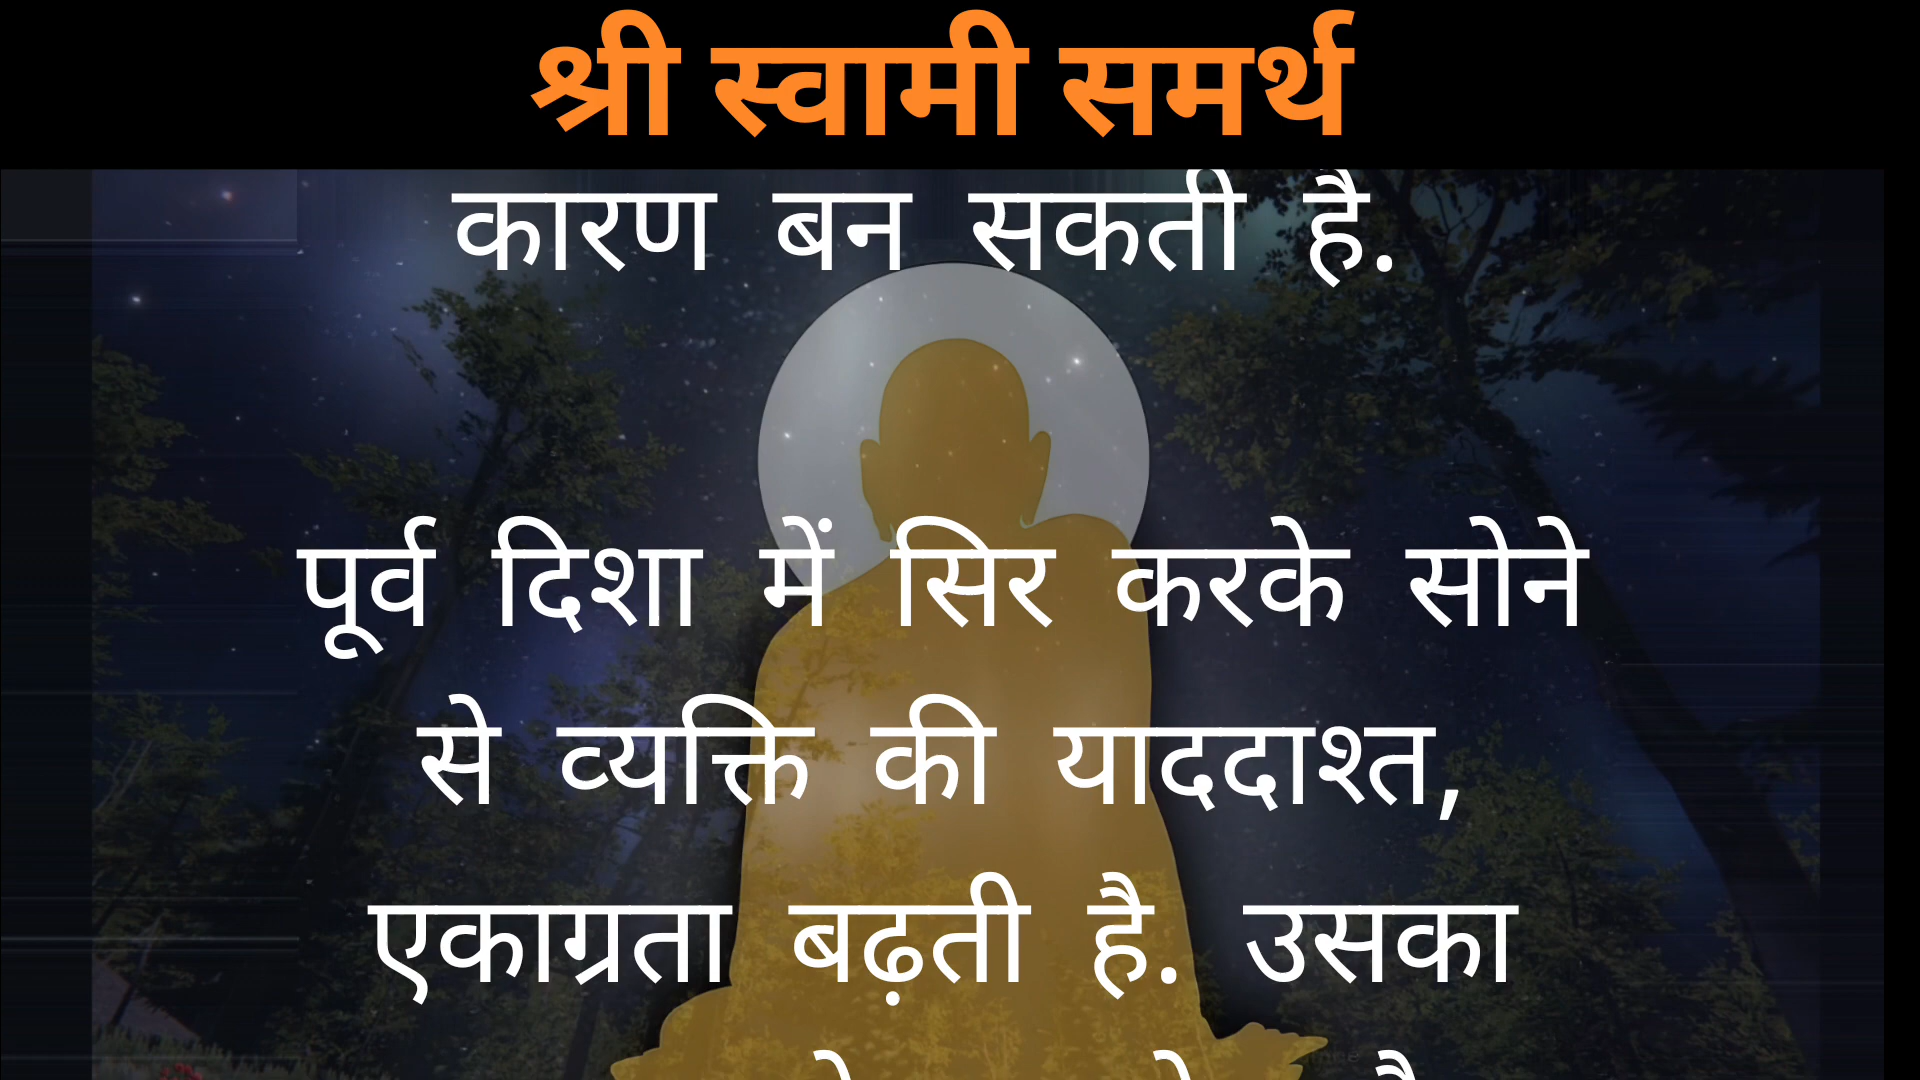 श्री स्वामी समर्थ
कारण बन सकती है.
पूर्व दिशा में सिर करके सोने
से व्यक्ति की याददाश्त,
एकाग्रता बढ़ती है. उसका